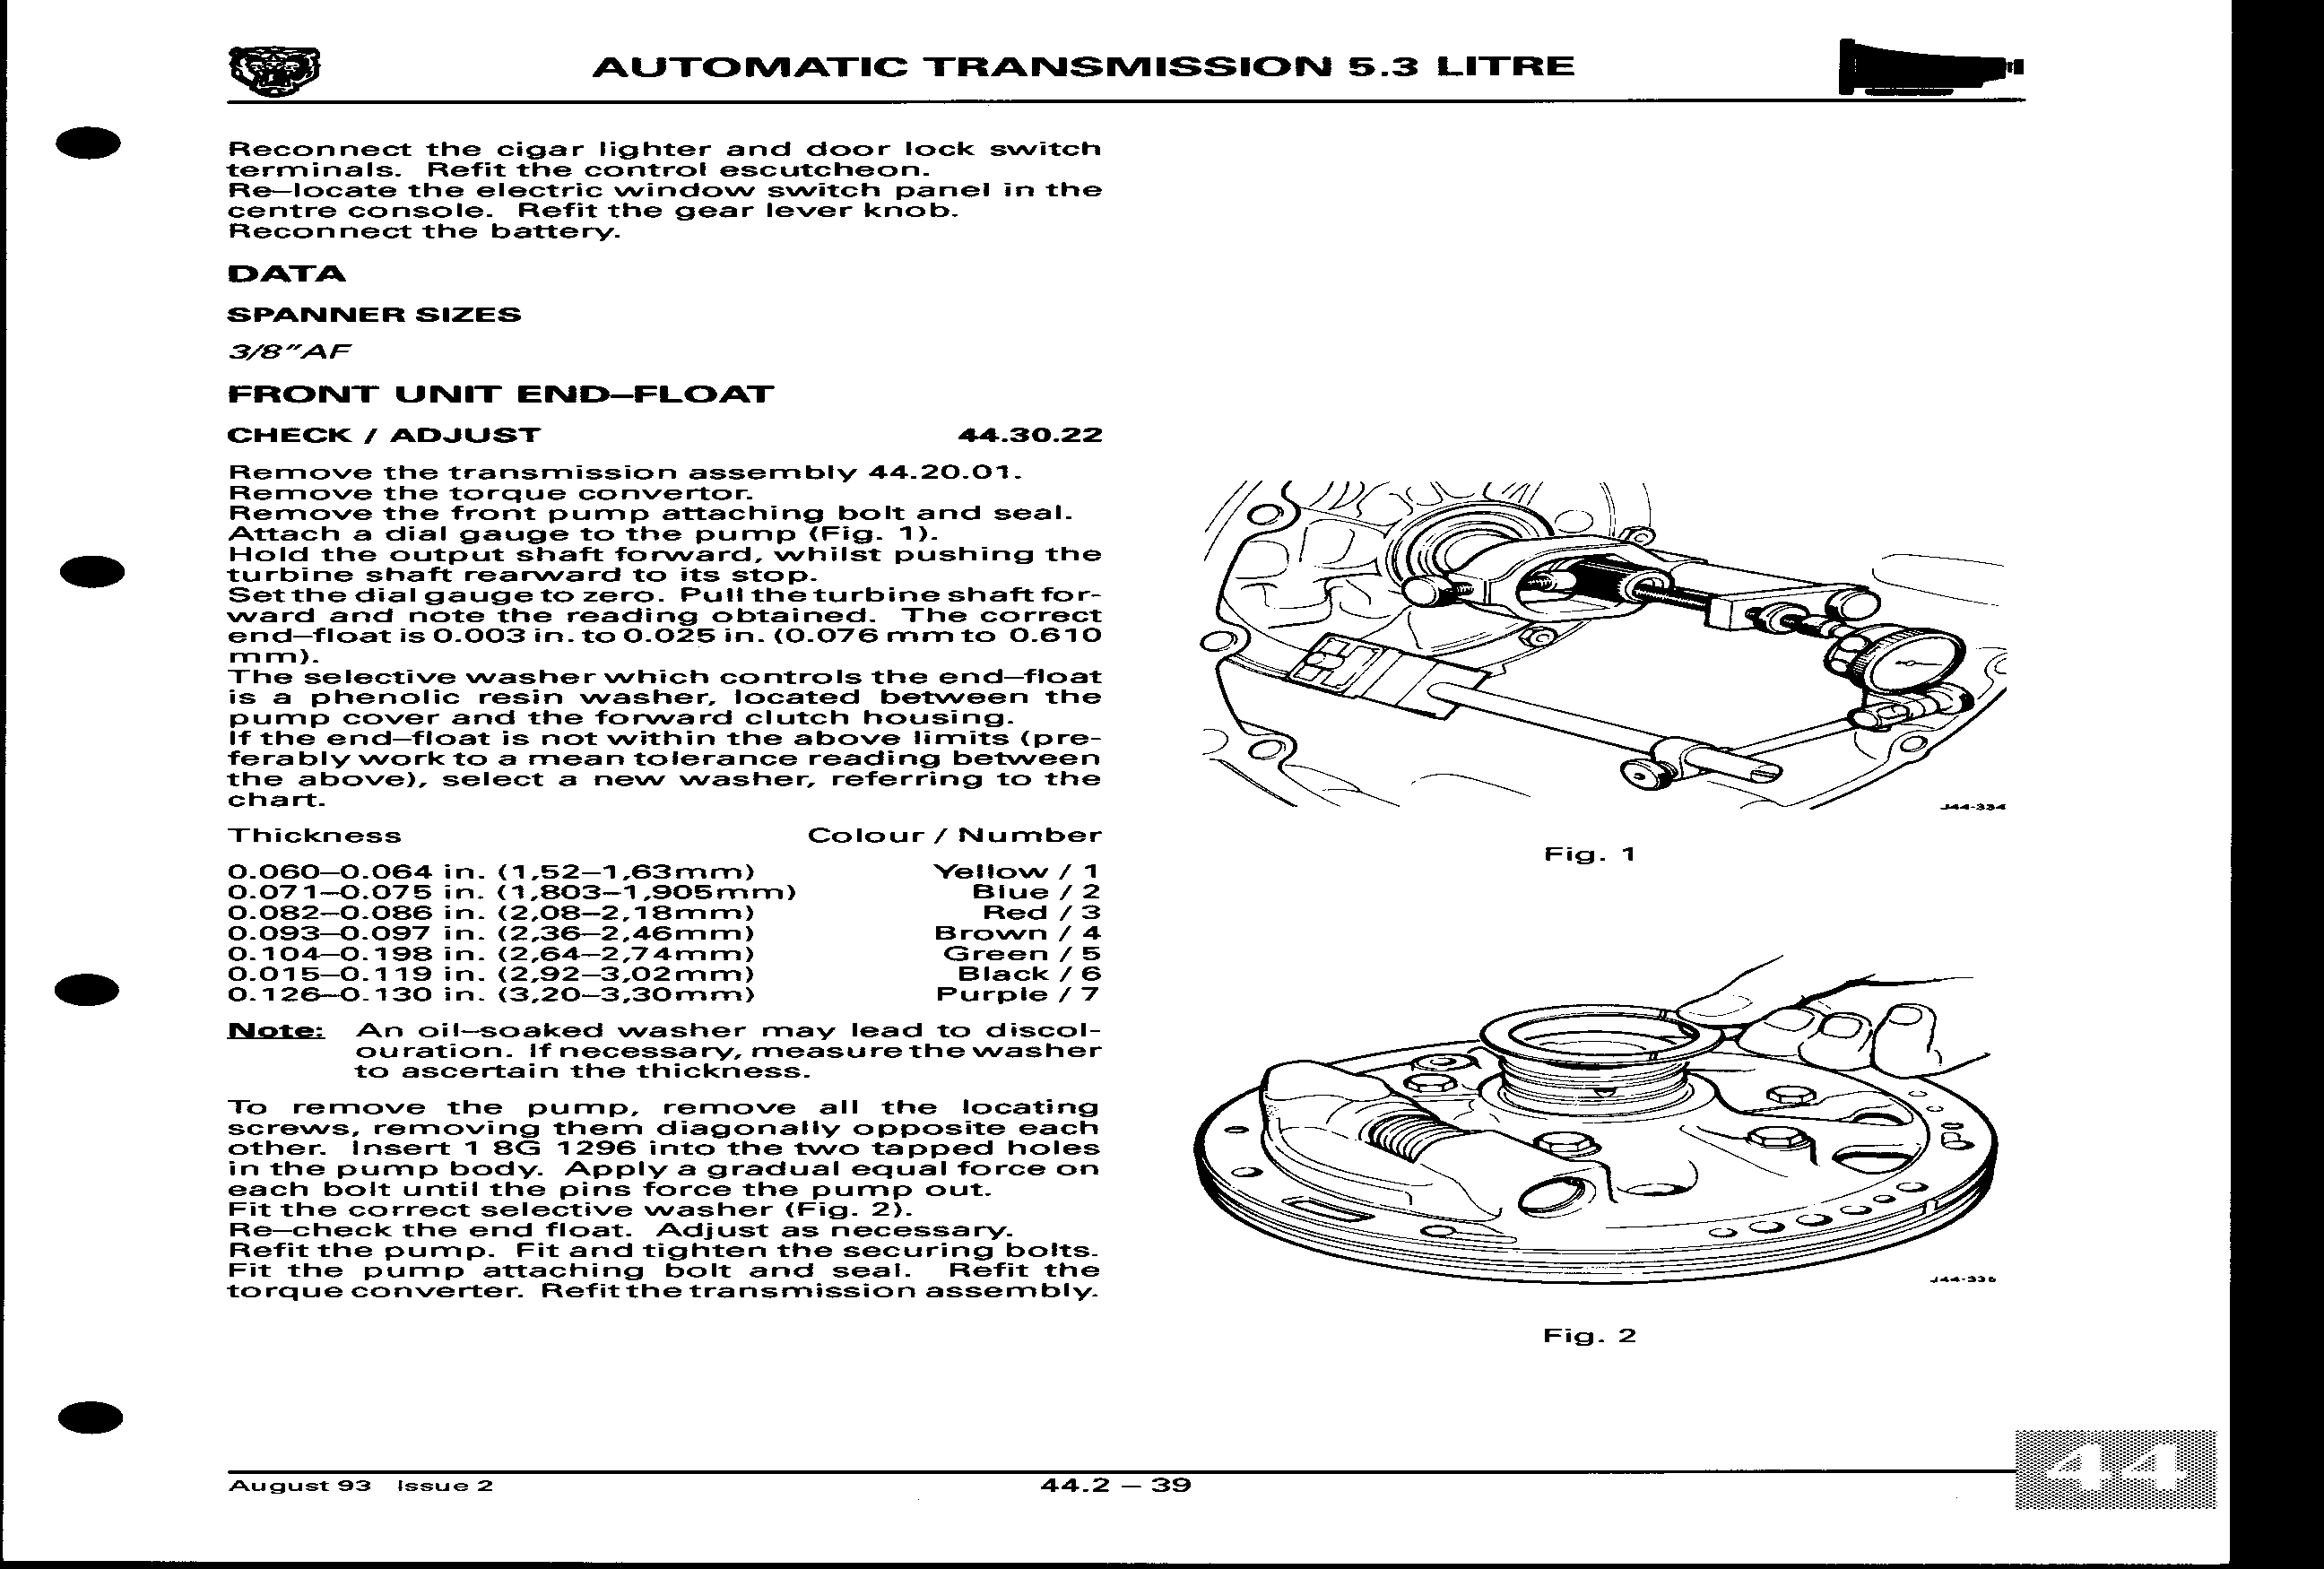 AUTOMATIC TRANSMISSION 5.3 LITRE
Reconnect the cigar lighter and door lock switch
terminals. Refit the control escutcheon.
Re–locate the electric window switch panel in the
centre console. Refit the gear lever knob.
Reconnect the battery.
DATA
SPANNER SIZES
3/8"AF
FRONT UNIT END–FLOAT
CHECK / ADJUST 44.30.22
Remove the transmission assembly 44.20.01.
Remove the torque convertor.
Remove the front pump attaching bolt and seal.
Attach a dial gauge to the pump (Fig. 1).
Hold the output shaft forward, whilst pushing the
turbine shaft rearward to its stop.
Set the dial gauge to zero. Pull the turbine shaft for-
ward and note the reading obtained. The correct
end–float is 0.003 in. to 0.025 in. (0.076 mm to 0.610
mm).
The selective washer which controls the end–float
is a phenolic resin washer, located between the
pump cover and the forward clutch housing.
If the end–float is not within the above limits (pre-
ferably work to a mean tolerance reading between
the above), select a new washer, referring to the
chart.
Thickness Colour / Number
0.060–0.064 in. (1,52–1,63mm) Yellow / 1
0.071–0.075 in. (1,803–1,905mm) Blue / 2
0.082–0.086 in. (2,08–2,18mm) Red / 3
0.093–0.097 in. (2,36–2,46mm) Brown / 4
0.104–0.198 in. (2,64–2,74mm) Green / 5
0.015–0.119 in. (2,92–3,02mm) Black / 6
0.126–0.130 in. (3,20–3,30mm) Purple / 7
Note: An oil–soaked washer may lead to discol-
ouration. If necessary, measure the washer
to ascertain the thickness.
To remove the pump, remove all the locating
screws, removing them diagonally opposite each
other. Insert 1 8G 1296 into the two tapped holes
in the pump body. Apply a gradual equal force on
each bolt until the pins force the pump out.
Fit the correct selective washer (Fig. 2).
Re–check the end float. Adjust as necessary.
Refit the pump. Fit and tighten the securing bolts.
Fit the pump attaching bolt and seal. Refit the
torque converter. Refit the transmission assembly.
J44-334
Fig. 1
J44-336
Fig. 2
August 93 Issue 2
44.2 – 39
44